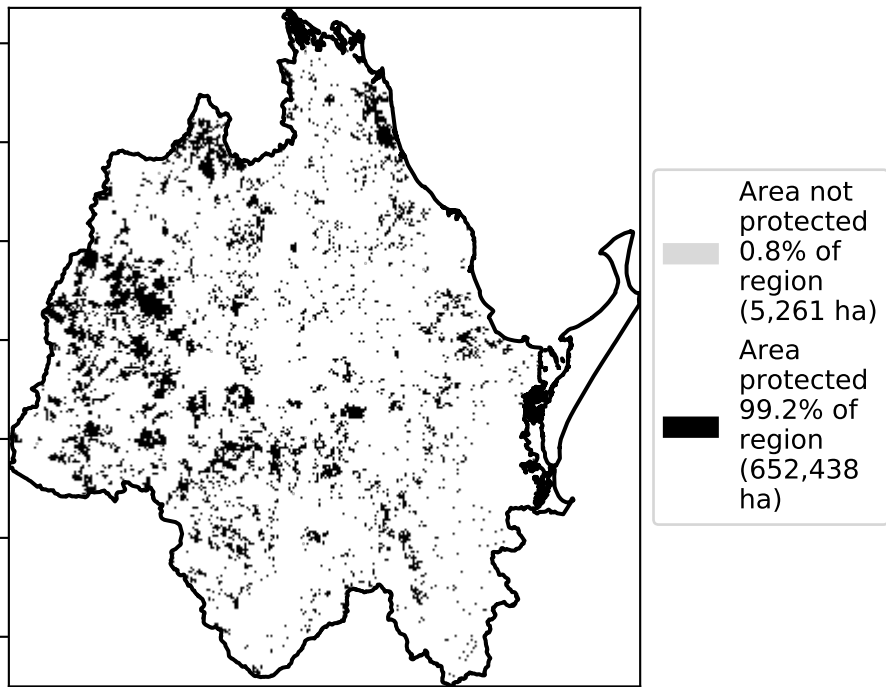 Area not
protected
0.8% of
region
(5,261 ha)
Area
protected
99.2% of
region
(652,438
ha)